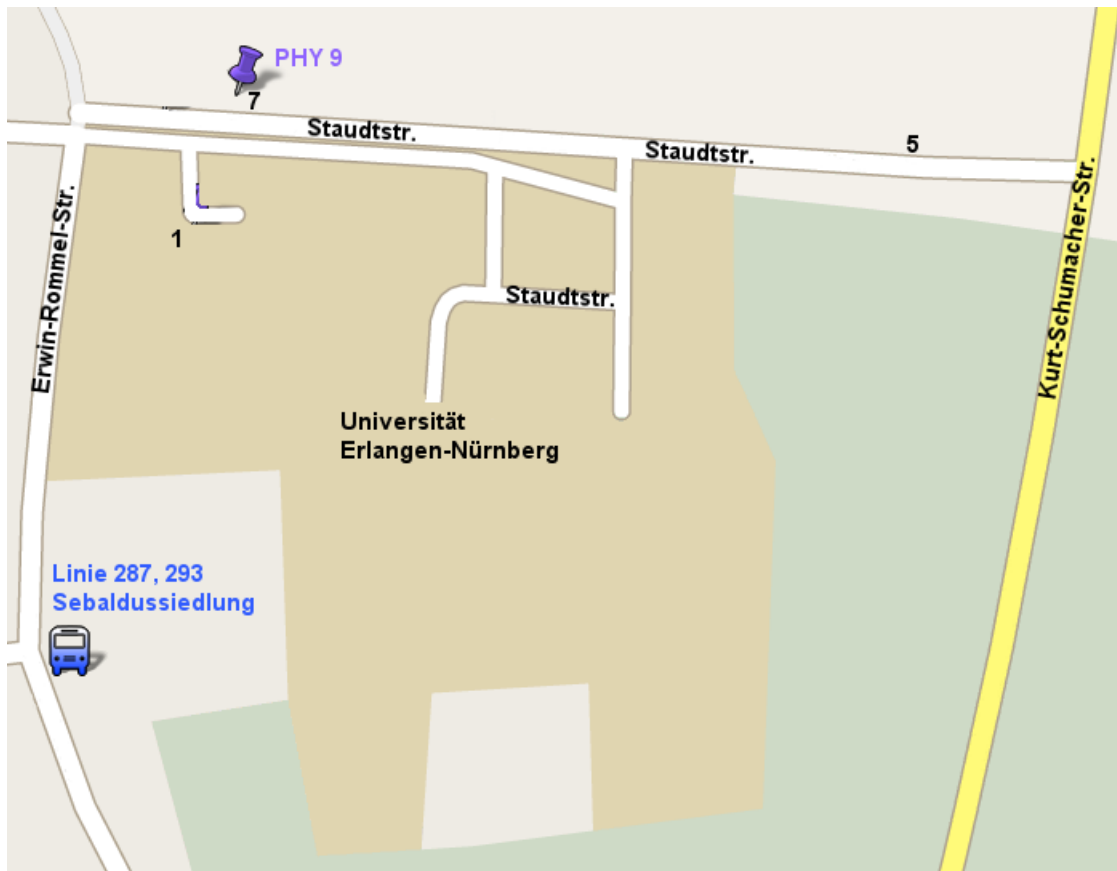 PHY 9
7
Staudtstr.
Staudtstr.
5
Erwin-Rommel-Str.
1
Kurt-Schumacher-Str.
Staudtstr.
Universität
Erlangen-Nürnberg
Linie 287, 293
Sebaldussiedlung